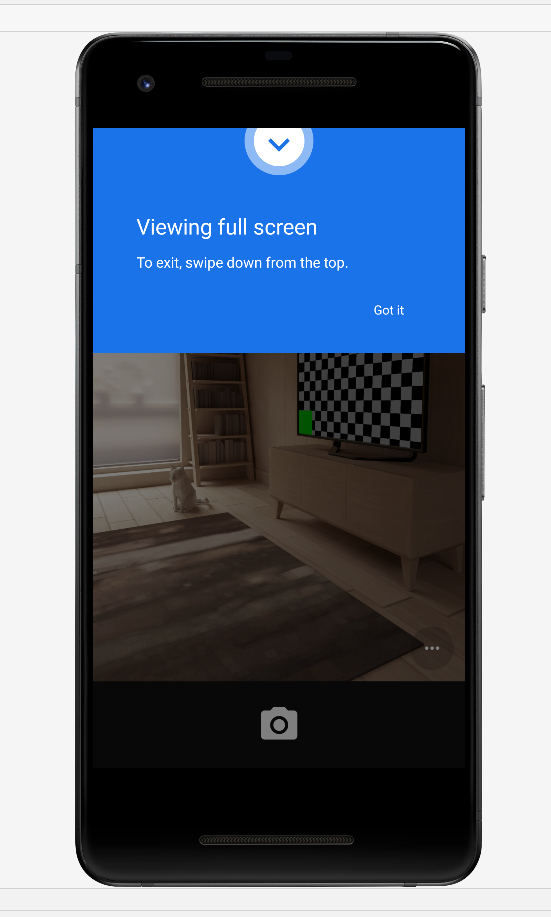 Viewing full screen
To exit, swipe down from the top.
Got it